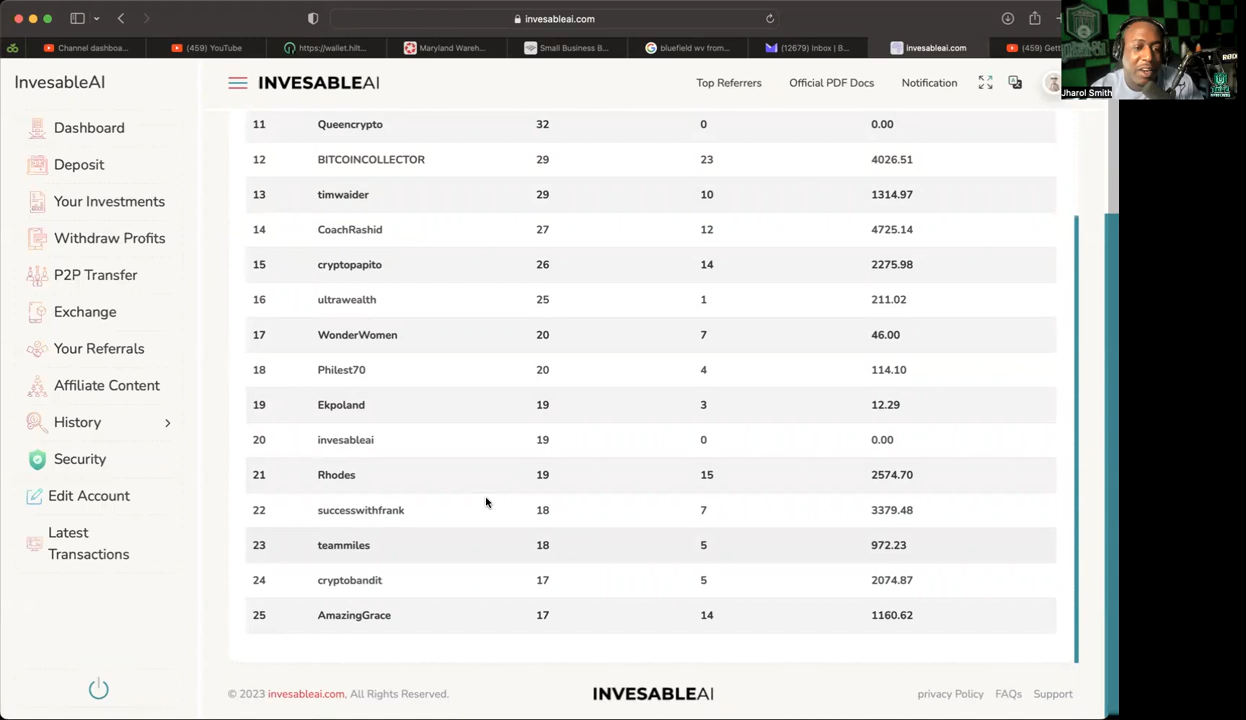 invesableai.com
Channel dashboa...
(459) YouTube
https://wallet.hilt...
Maryland Wareh...
Small Business B...
bluefield wv from...
(12679) Inbox | B...
invesableai.com
(459) Gett
Jharol Smith
InvesableAI
INVESABLEAI
Top Referrers
Official PDF Docs
Notification
Dashboard
Deposit
Your Investments
Withdraw Profits
P2P Transfer
Exchange
Your Referrals
Affiliate Content
History
Security
Edit Account
Latest
Transactions
11 Queencrypto 32 0 0.00
12 BITCOINCOLLECTOR 29 23 4026.51
13 timwaider 29 10 1314.97
14 CoachRashid 27 12 4725.14
15 cryptopapito 26 14 2275.98
16 ultrawealth 25 1 211.02
17 WonderWomen 20 7 46.00
18 Philest70 20 4 114.10
19 Ekpoland 19 3 12.29
20 invesableai 19 0 0.00
21 Rhodes 19 15 2574.70
22 successwithfrank 18 7 3379.48
23 teammiles 18 5 972.23
24 cryptobandit 17 5 2074.87
25 AmazingGrace 17 14 1160.62
© 2023 invesableai.com, All Rights Reserved.
INVESABLEAI
privacy Policy FAQs Support